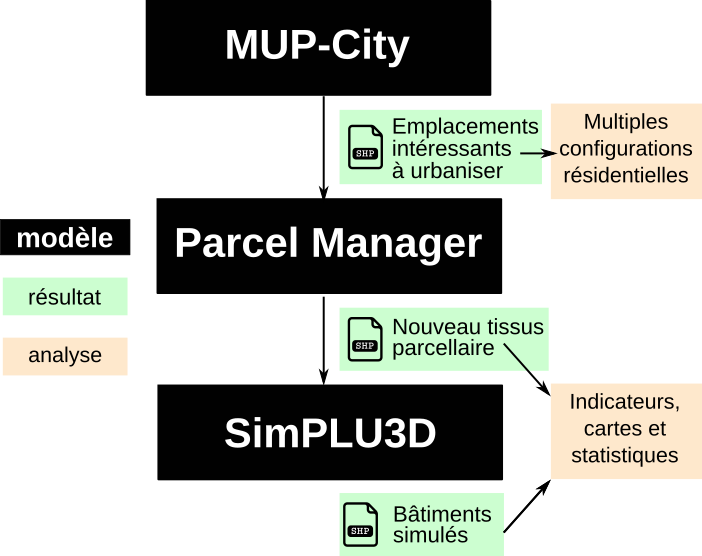 MUP-City
SHP
Emplacements
intéressants
à urbaniser
Multiples
configurations
résidentielles
modèle
résultat
analyse
Parcel Manager
SHP
Nouveau tissus
parcellaire
SimPLU3D
Indicateurs,
cartes et
statistiques
SHP
Bâtiments
simulés